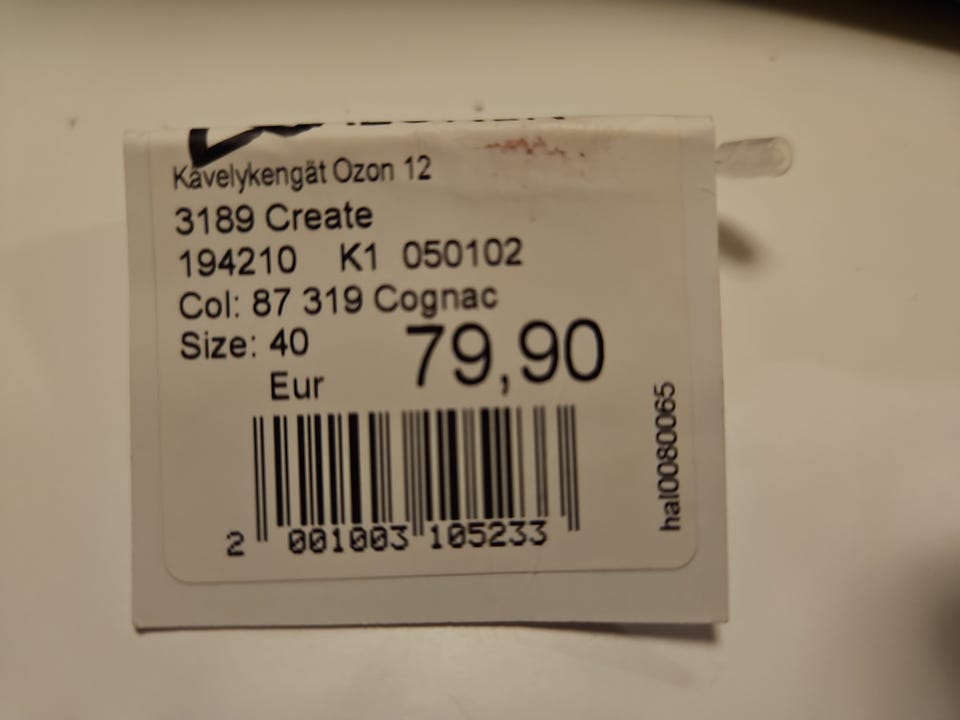 Kävelykengät Ozon 12
3189 Create
194210 K1 050102
Col: 87 319 Cognac
Size: 40
Eur 79,90
2 001003 105233
hal0080065